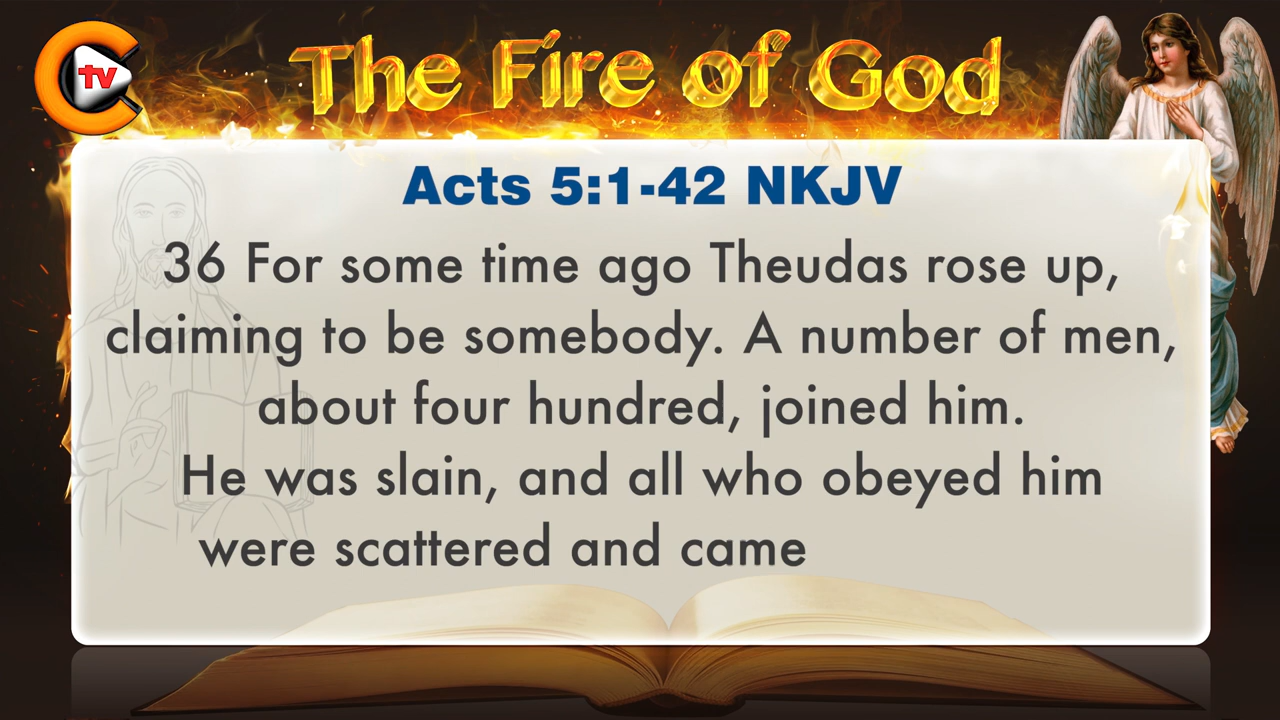 C tv
The Fire of God
Acts 5:1-42 NKJV
36 For some time ago Theudas rose up,
claiming to be somebody. A number of men,
about four hundred, joined him.
He was slain, and all who obeyed him
were scattered and came